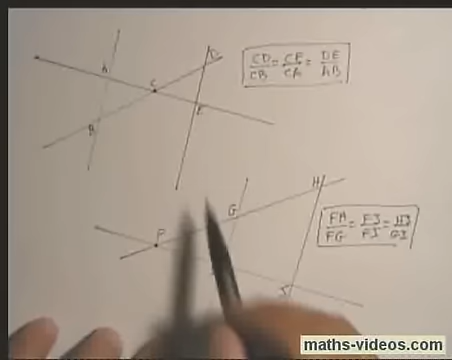 A
C
D
B
E
CD/CB = CE/CA = DE/AB
F
G
H
J
FH/FG = FJ/FI = HJ/GI
maths-videos.com